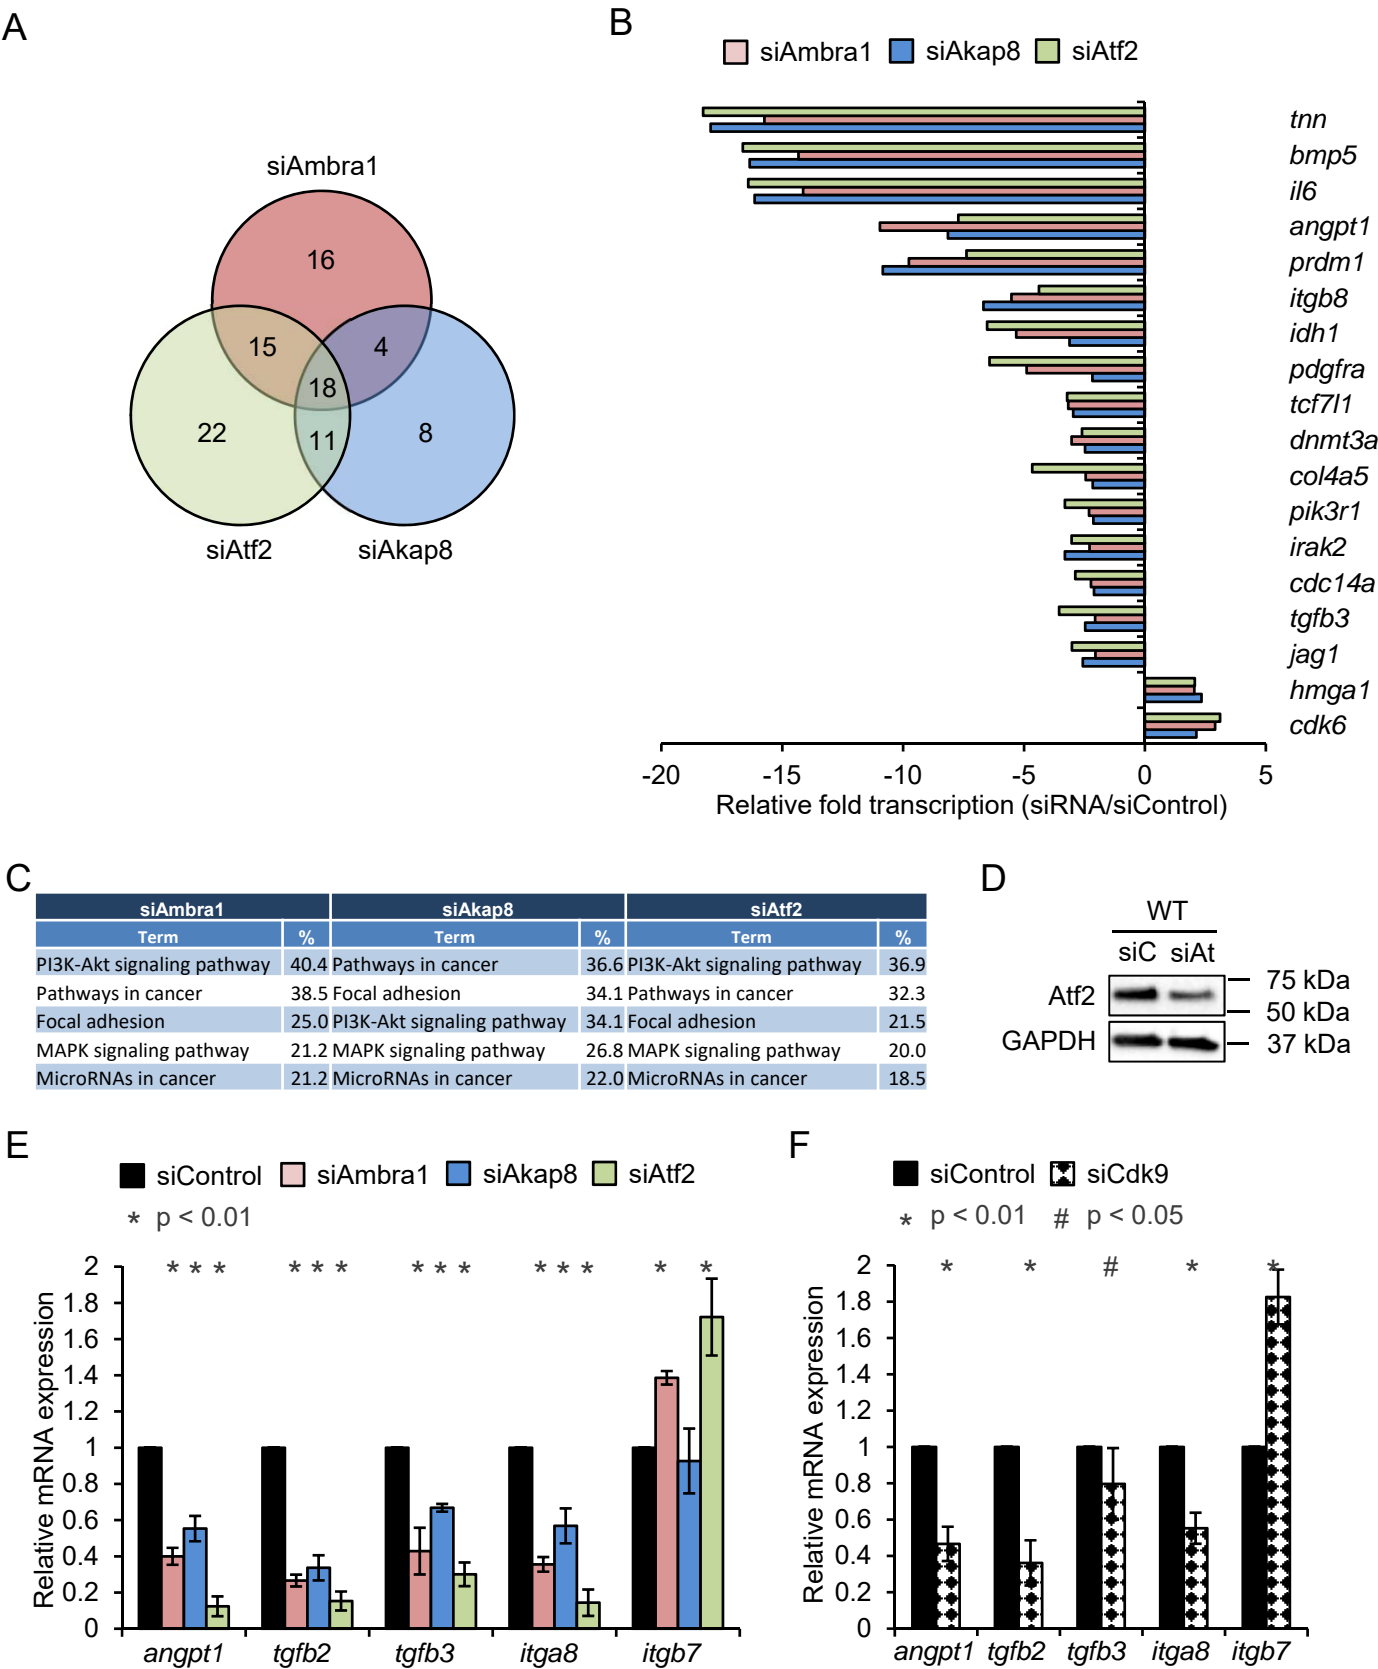 A
siAmbra1
16
15
4
18
22
11
8
siAtf2
siAkap8
B
siAmbra1 siAkap8 siAtf2
tnn
bmp5
il6
angpt1
prdm1
itgb8
idh1
pdgfra
tcf7l1
dnmt3a
col4a5
pik3r1
irak2
cdc14a
tgfb3
jag1
hmga1
cdk6
-20 -15 -10 -5 0 5
Relative fold transcription (siRNA/siControl)
C
siAmbra1 siAkap8 siAtf2
Term % Term % Term %
PI3K-Akt signaling pathway 40.4 Pathways in cancer 36.6 PI3K-Akt signaling pathway 36.9
Pathways in cancer 38.5 Focal adhesion 34.1 Pathways in cancer 32.3
Focal adhesion 25.0 PI3K-Akt signaling pathway 34.1 Focal adhesion 21.5
MAPK signaling pathway 21.2 MAPK signaling pathway 26.8 MAPK signaling pathway 20.0
MicroRNAs in cancer 21.2 MicroRNAs in cancer 22.0 MicroRNAs in cancer 18.5
D
WT
siC siAt
Atf2
GAPDH
75 kDa
50 kDa
37 kDa
E
siControl siAmbra1 siAkap8 siAtf2
* p < 0.01
* * * * * * * * * * * * * *
Relative mRNA expression
2
1.8
1.6
1.4
1.2
1
0.8
0.6
0.4
0.2
0
angpt1 tgfb2 tgfb3 itga8 itgb7
F
siControl siCdk9
* p < 0.01 # p < 0.05
* * # * *
Relative mRNA expression
2
1.8
1.6
1.4
1.2
1
0.8
0.6
0.4
0.2
0
angpt1 tgfb2 tgfb3 itga8 itgb7